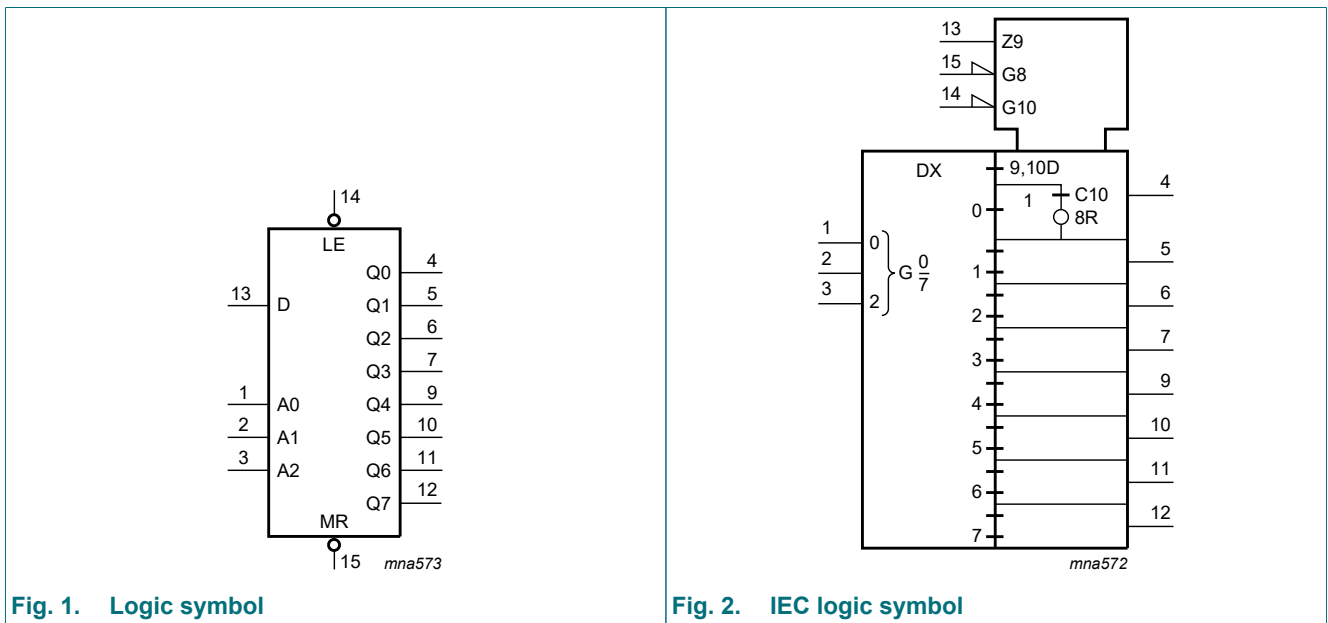 14
LE
Q0 4
13 D
Q1 5
Q2 6
Q3 7
1 A0
Q4 9
2 A1
Q5 10
3 A2
Q6 11
Q7 12
MR
15
mna573
Fig. 1. Logic symbol
13 Z9
15 G8
14 G10
DX
9,10D
4
1 C10
0
8R
1 0
5
2 G 0
7
1
3 2
6
2
7
3
9
4
10
5
11
6
12
7
mna572
Fig. 2. IEC logic symbol